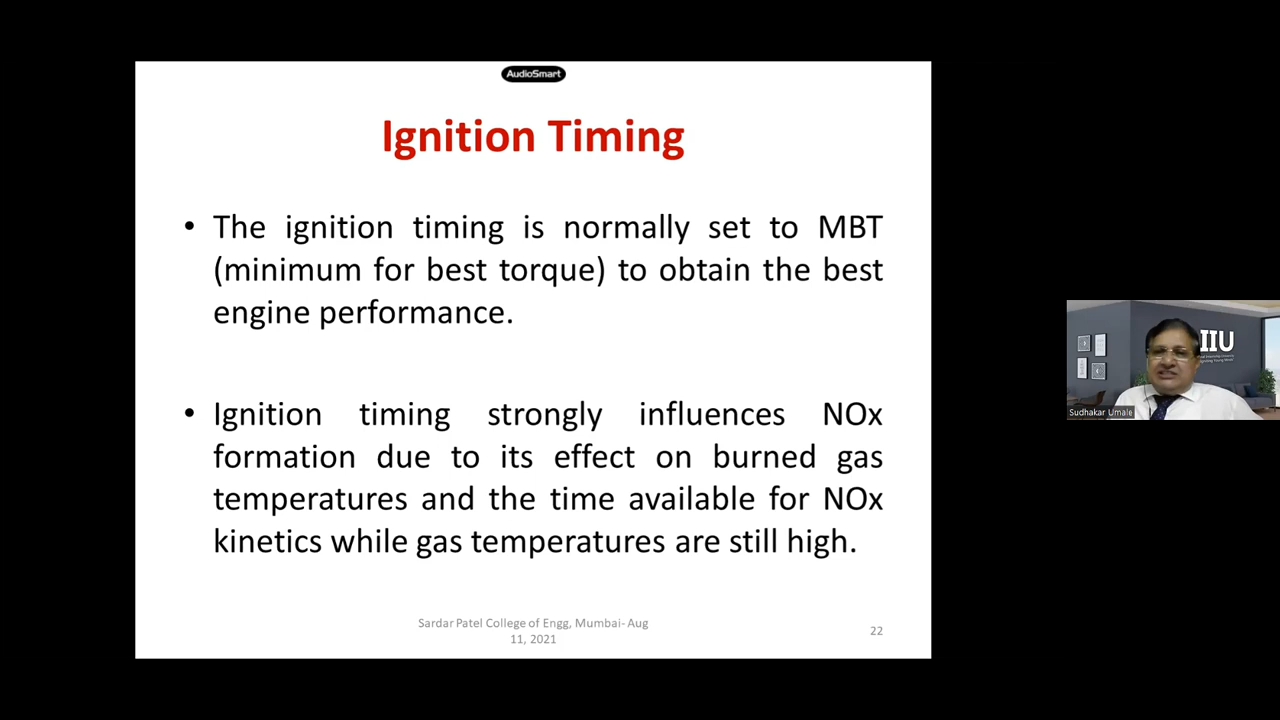 AudioSmart
Ignition Timing
• The ignition timing is normally set to MBT
(minimum for best torque) to obtain the best
engine performance.
• Ignition timing strongly influences NOx
formation due to its effect on burned gas
temperatures and the time available for NOx
kinetics while gas temperatures are still high.
Sardar Patel College of Engg, Mumbai- Aug
11, 2021
22
IIU
Sudhakar Umale